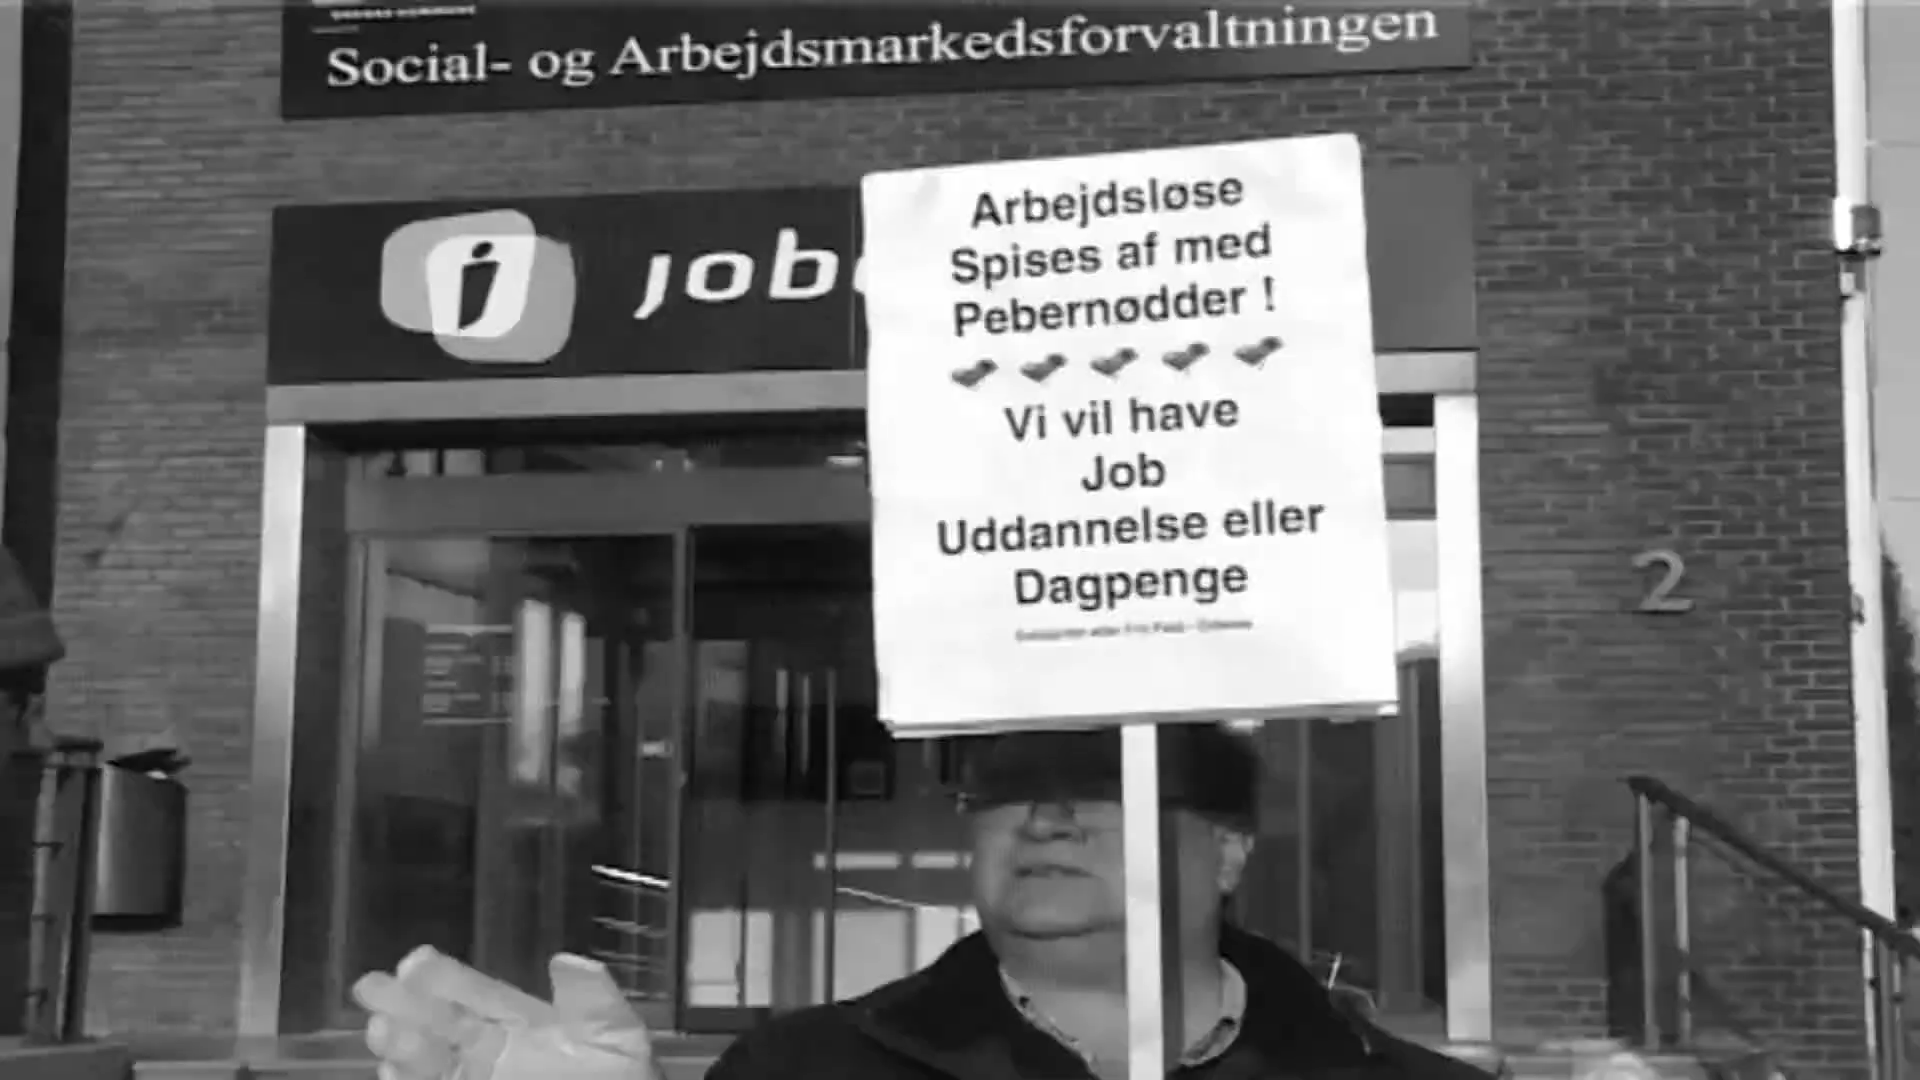 Social- og Arbejdsmarkedsforvaltningen
Arbejdsløse
Spises af med
Pebernødder !
Vi vil have
Job
Uddannelse eller
Dagpenge
job
2